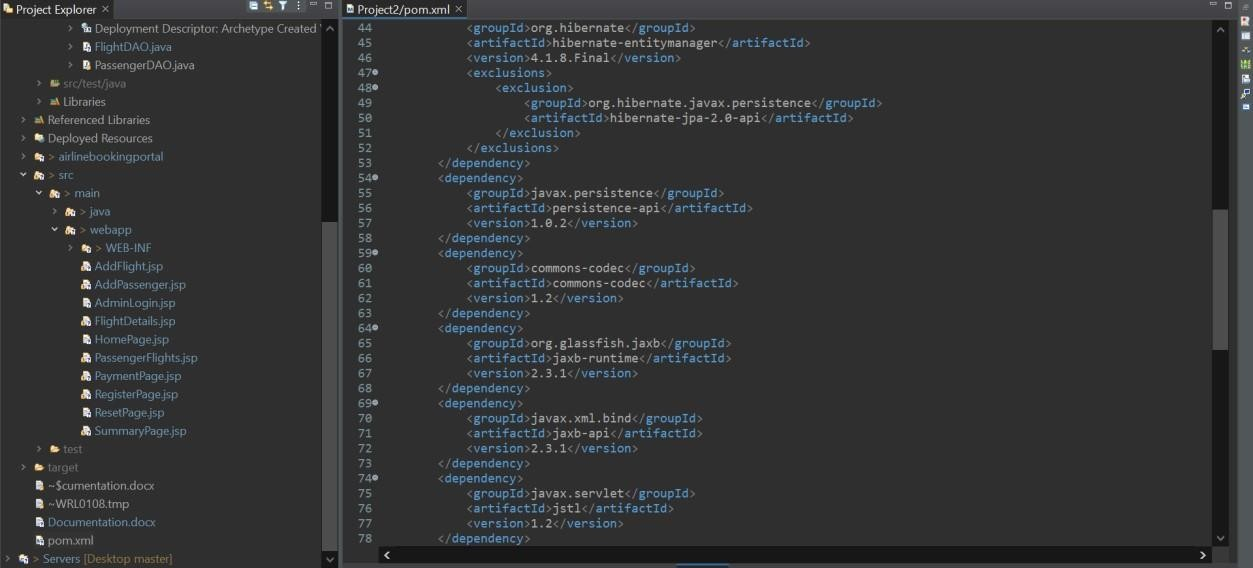 Project Explorer
Deployment Descriptor: Archetype Created
FlightDAO.java
PassengerDAO.java
src/test/java
Libraries
Referenced Libraries
Deployed Resources
> airlinebookingportal
> src
> main
> java
> webapp
> WEB-INF
AddFlight.jsp
AddPassenger.jsp
AdminLogin.jsp
FlightDetails.jsp
HomePage.jsp
PassengerFlights.jsp
PaymentPage.jsp
RegisterPage.jsp
ResetPage.jsp
SummaryPage.jsp
test
target
~$cumentation.docx
~WRL0108.tmp
Documentation.docx
pom.xml
> Servers [Desktop master]
Project2/pom.xml
44 <groupId>org.hibernate</groupId>
45 <artifactId>hibernate-entitymanager</artifactId>
46 <version>4.1.8.Final</version>
47 <exclusions>
48 <exclusion>
49 <groupId>org.hibernate.javax.persistence</groupId>
50 <artifactId>hibernate-jpa-2.0-api</artifactId>
51 </exclusion>
52 </exclusions>
53 </dependency>
54 <dependency>
55 <groupId>javax.persistence</groupId>
56 <artifactId>persistence-api</artifactId>
57 <version>1.0.2</version>
58 </dependency>
59 <dependency>
60 <groupId>commons-codec</groupId>
61 <artifactId>commons-codec</artifactId>
62 <version>1.2</version>
63 </dependency>
64 <dependency>
65 <groupId>org.glassfish.jaxb</groupId>
66 <artifactId>jaxb-runtime</artifactId>
67 <version>2.3.1</version>
68 </dependency>
69 <dependency>
70 <groupId>javax.xml.bind</groupId>
71 <artifactId>jaxb-api</artifactId>
72 <version>2.3.1</version>
73 </dependency>
74 <dependency>
75 <groupId>javax.servlet</groupId>
76 <artifactId>jstl</artifactId>
77 <version>1.2</version>
78 </dependency>